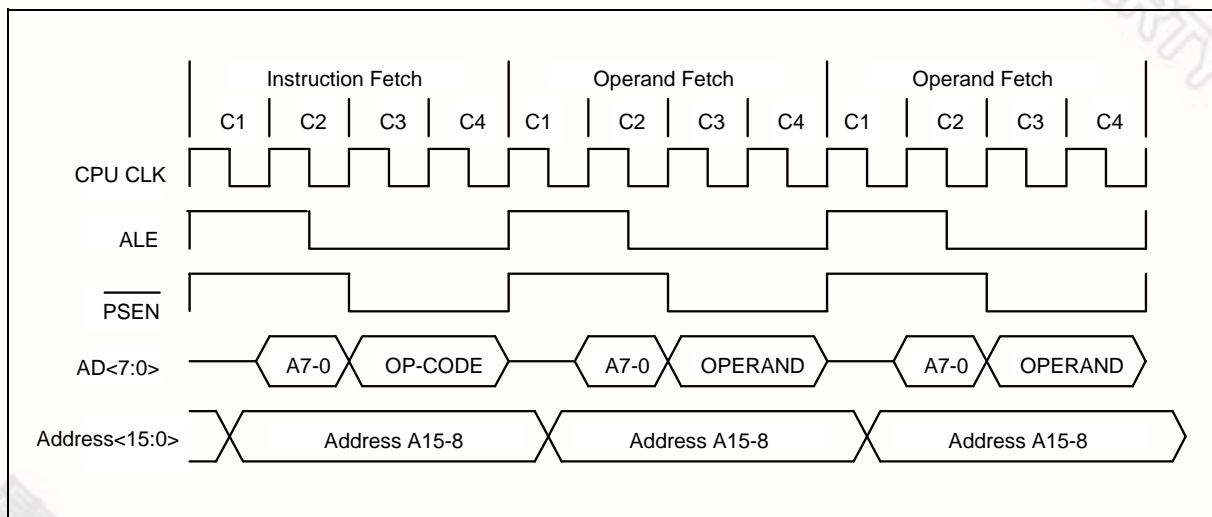 Instruction Fetch Operand Fetch Operand Fetch
C1 C2 C3 C4 C1 C2 C3 C4 C1 C2 C3 C4
CPU CLK
ALE
PSEN
AD<7:0> A7-0 OP-CODE A7-0 OPERAND A7-0 OPERAND
Address<15:0> Address A15-8 Address A15-8 Address A15-8